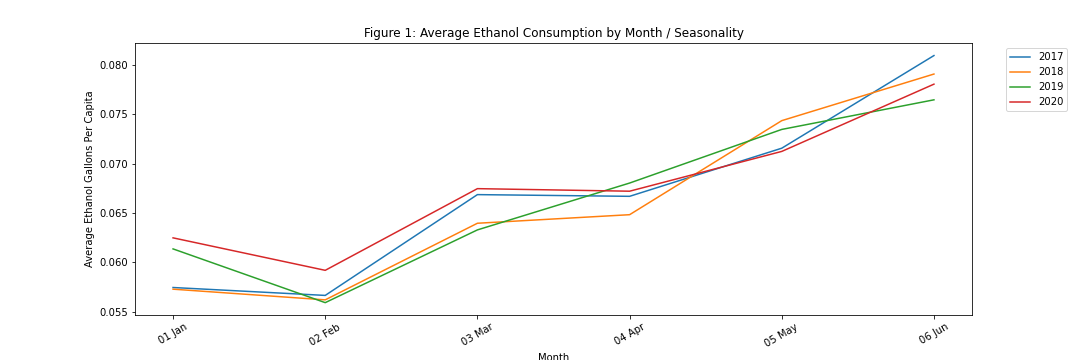 Figure 1: Average Ethanol Consumption by Month / Seasonality
Average Ethanol Gallons Per Capita
0.080
0.075
0.070
0.065
0.060
0.055
01 Jan
02 Feb
03 Mar
04 Apr
05 May
06 Jun
Month
2017
2018
2019
2020